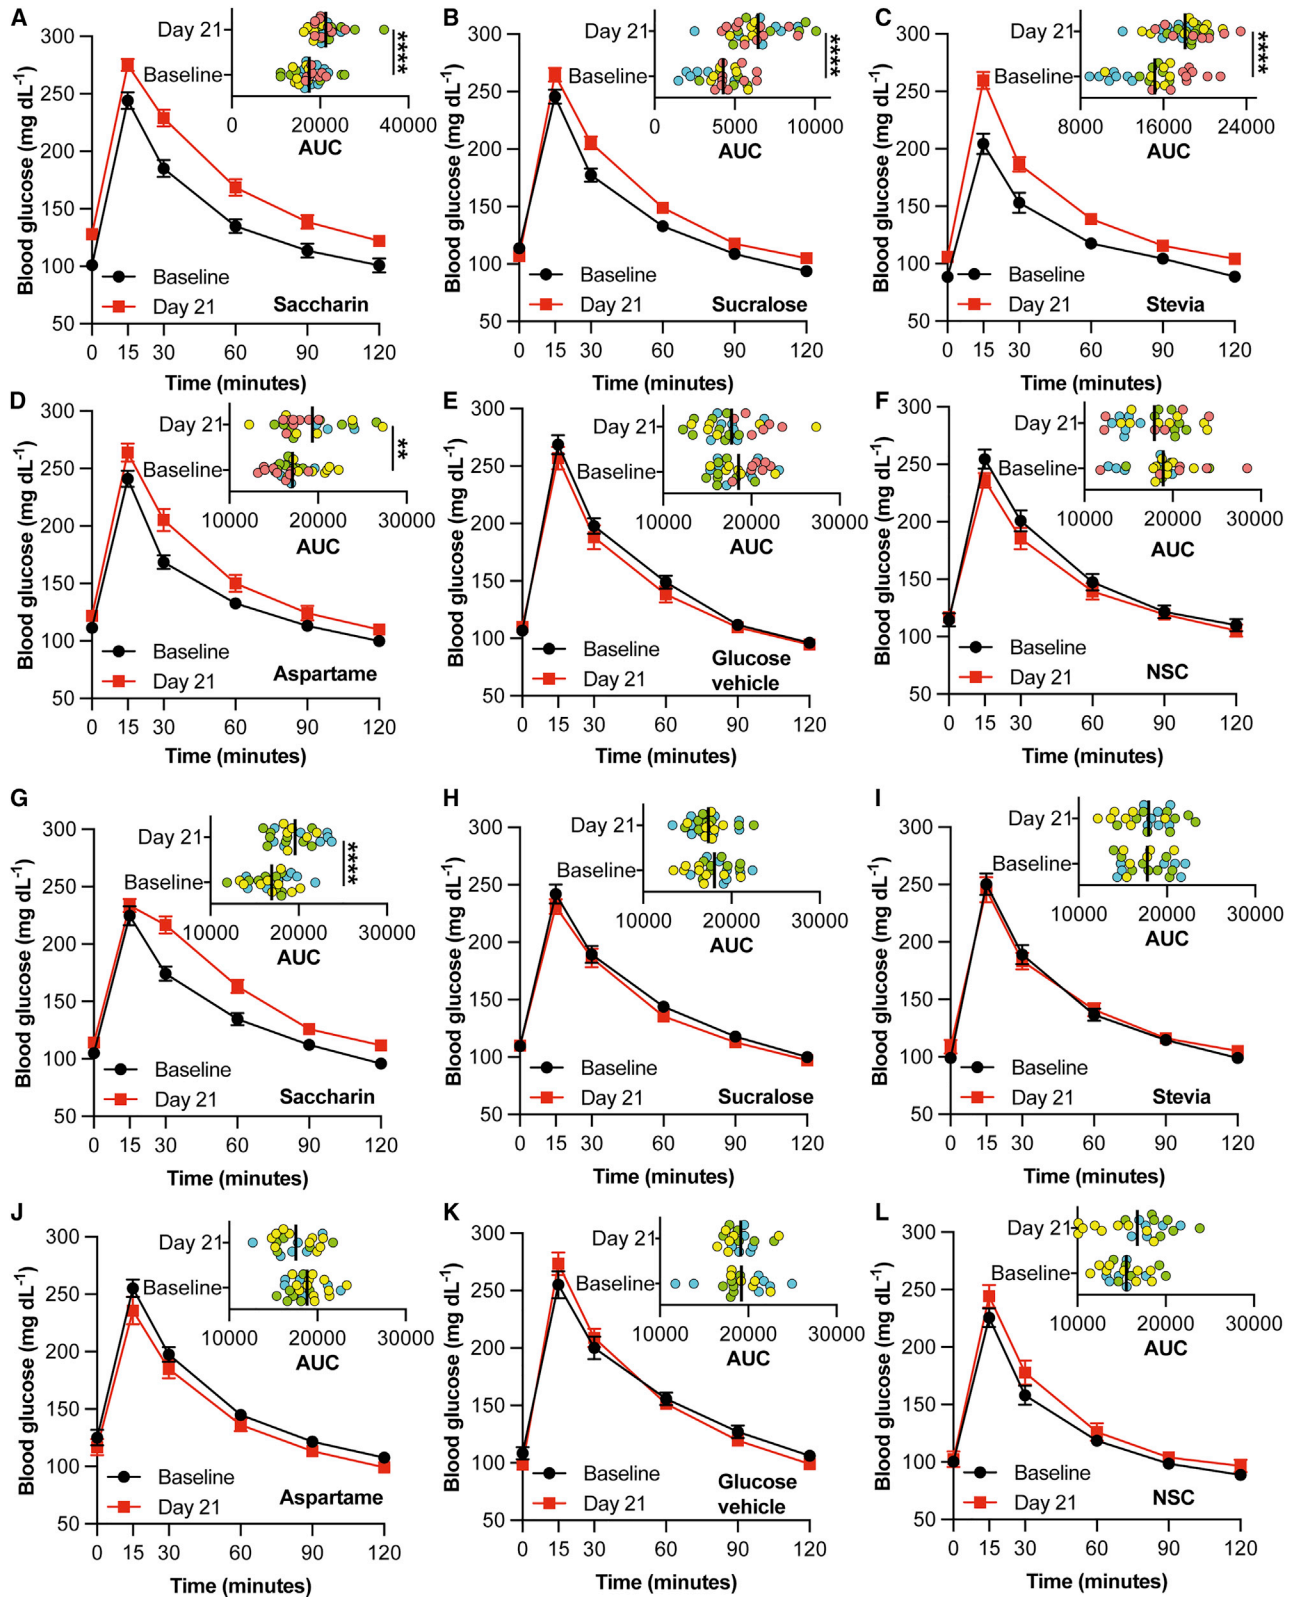 A
Day 21
Baseline
****
0 20000 40000
AUC
Blood glucose (mg dL-1)
300
250
200
150
100
50
Baseline
Day 21
Saccharin
0 15 30 60 90 120
Time (minutes)
B
Day 21
Baseline
****
0 5000 10000
AUC
Blood glucose (mg dL-1)
300
250
200
150
100
50
Baseline
Day 21
Sucralose
0 15 30 60 90 120
Time (minutes)
C
Day 21
Baseline
****
8000 16000 24000
AUC
Blood glucose (mg dL-1)
300
250
200
150
100
50
Baseline
Day 21
Stevia
0 15 30 60 90 120
Time (minutes)
D
Day 21
Baseline
**
10000 20000 30000
AUC
Blood glucose (mg dL-1)
300
250
200
150
100
50
Baseline
Day 21
Aspartame
0 15 30 60 90 120
Time (minutes)
E
Day 21
Baseline
10000 20000 30000
AUC
Blood glucose (mg dL-1)
300
250
200
150
100
50
Baseline
Day 21
Glucose
vehicle
0 15 30 60 90 120
Time (minutes)
F
Day 21
Baseline
10000 20000 30000
AUC
Blood glucose (mg dL-1)
300
250
200
150
100
50
Baseline
Day 21
NSC
0 15 30 60 90 120
Time (minutes)
G
Day 21
Baseline
****
10000 20000 30000
AUC
Blood glucose (mg dL-1)
300
250
200
150
100
50
Baseline
Day 21
Saccharin
0 15 30 60 90 120
Time (minutes)
H
Day 21
Baseline
10000 20000 30000
AUC
Blood glucose (mg dL-1)
300
250
200
150
100
50
Baseline
Day 21
Sucralose
0 15 30 60 90 120
Time (minutes)
I
Day 21
Baseline
10000 20000 30000
AUC
Blood glucose (mg dL-1)
300
250
200
150
100
50
Baseline
Day 21
Stevia
0 15 30 60 90 120
Time (minutes)
J
Day 21
Baseline
10000 20000 30000
AUC
Blood glucose (mg dL-1)
300
250
200
150
100
50
Baseline
Day 21
Aspartame
0 15 30 60 90 120
Time (minutes)
K
Day 21
Baseline
10000 20000 30000
AUC
Blood glucose (mg dL-1)
300
250
200
150
100
50
Baseline
Day 21
Glucose
vehicle
0 15 30 60 90 120
Time (minutes)
L
Day 21
Baseline
10000 20000 30000
AUC
Blood glucose (mg dL-1)
300
250
200
150
100
50
Baseline
Day 21
NSC
0 15 30 60 90 120
Time (minutes)